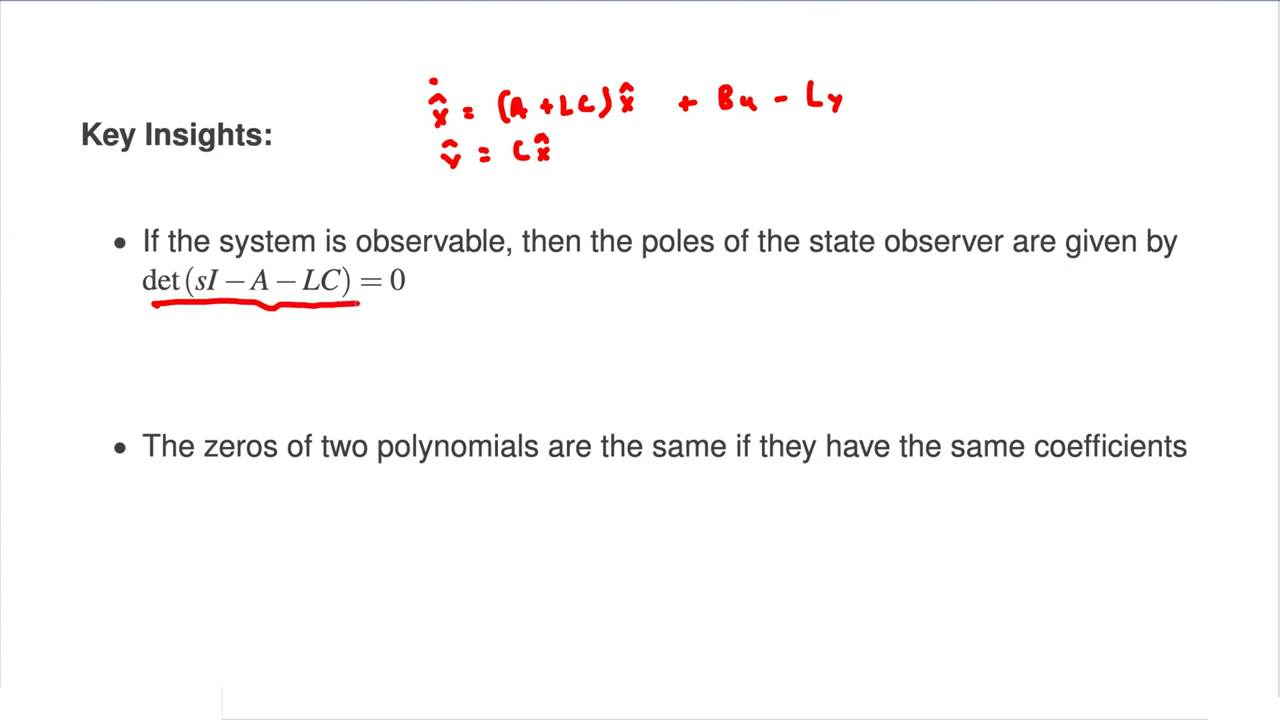 x̂̇ = (A + LC) x̂ + Bu - Ly
Key Insights:
ŷ = C x̂
• If the system is observable, then the poles of the state observer are given by
det (sI − A − LC) = 0
• The zeros of two polynomials are the same if they have the same coefficients